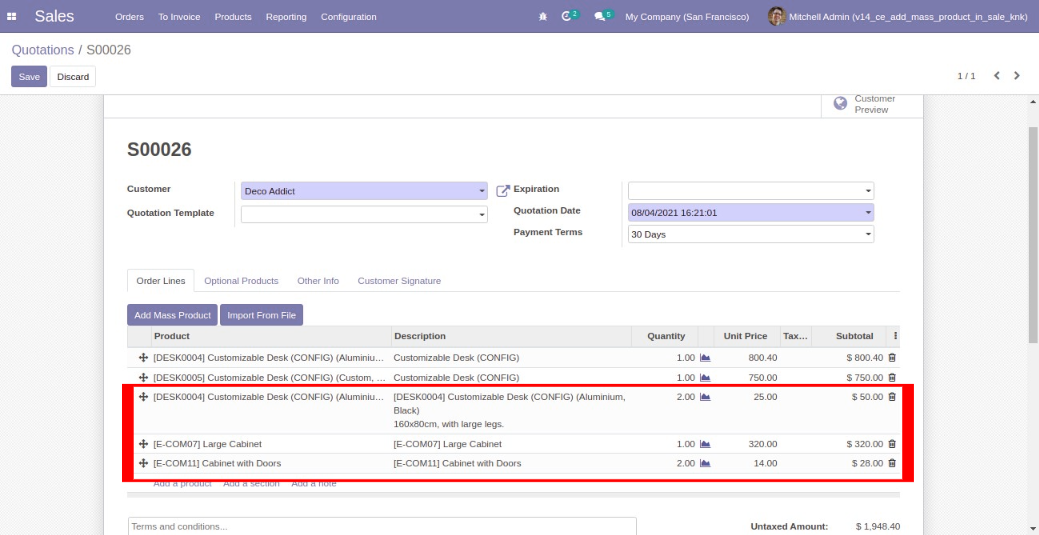 Sales Orders To Invoice Products Reporting Configuration 2 5 My Company (San Francisco) Mitchell Admin (v14_ce_add_mass_product_in_sale_knk)
Quotations / S00026
Save Discard 1 / 1
Customer
Preview
S00026
Customer Deco Addict Expiration
Quotation Template Quotation Date 08/04/2021 16:21:01
Payment Terms 30 Days
Order Lines Optional Products Other Info Customer Signature
Add Mass Product Import From File
Product Description Quantity Unit Price Tax... Subtotal
[DESK0004] Customizable Desk (CONFIG) (Aluminiu... Customizable Desk (CONFIG) 1.00 800.40 $ 800.40
[DESK0005] Customizable Desk (CONFIG) (Custom, ... Customizable Desk (CONFIG) 1.00 750.00 $ 750.00
[DESK0004] Customizable Desk (CONFIG) (Aluminiu... [DESK0004] Customizable Desk (CONFIG) (Aluminium, 2.00 25.00 $ 50.00
Black)
160x80cm, with large legs.
[E-COM07] Large Cabinet [E-COM07] Large Cabinet 1.00 320.00 $ 320.00
[E-COM11] Cabinet with Doors [E-COM11] Cabinet with Doors 2.00 14.00 $ 28.00
Add a product Add a section Add a note
Terms and conditions... Untaxed Amount: $ 1,948.40